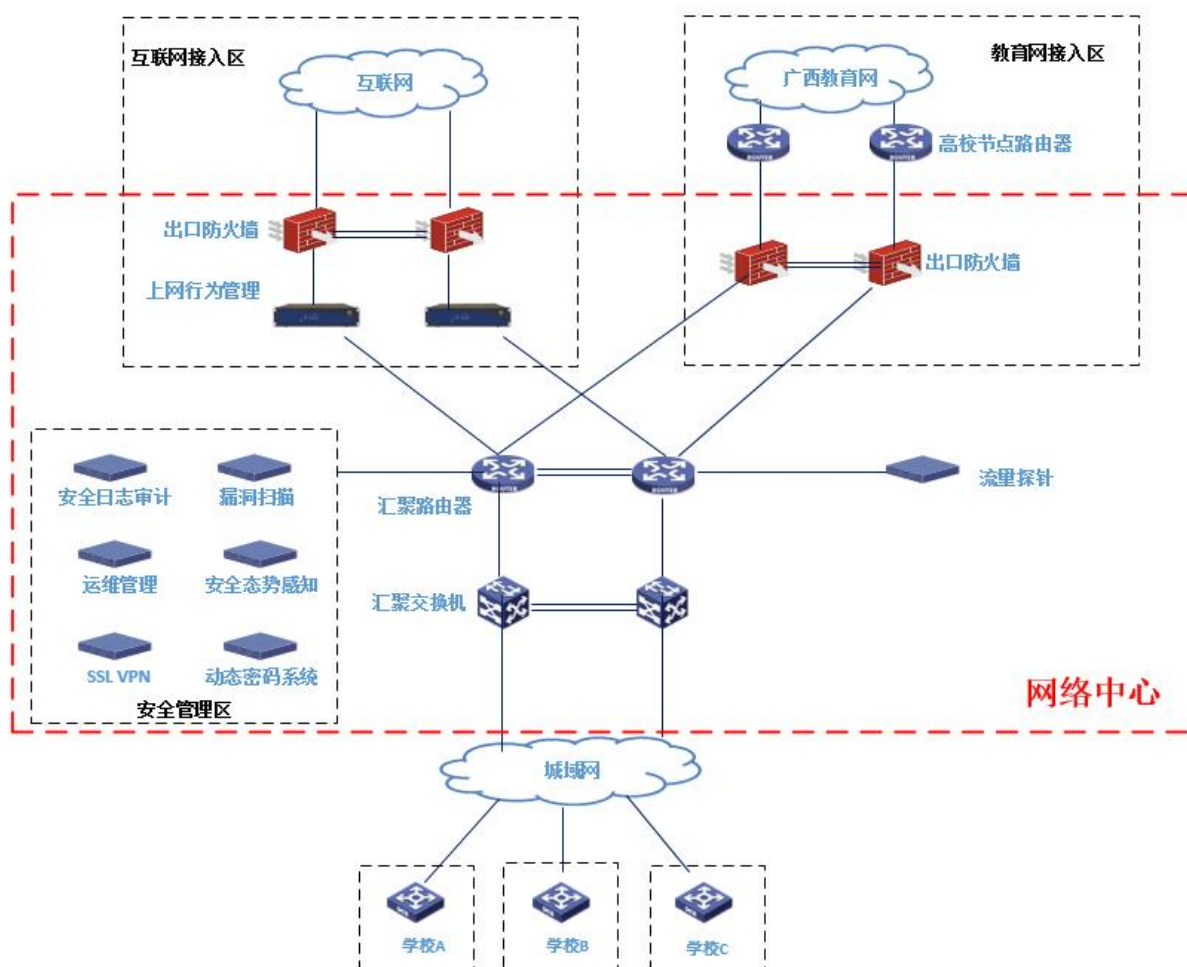 互联网接入区
互联网
教育网接入区
广西教育网
高校节点路由器
ROUTER
ROUTER
出口防火墙
出口防火墙
上网行为管理
安全日志审计
漏洞扫描
运维管理
安全态势感知
SSL VPN
动态密码系统
安全管理区
汇聚路由器
ROUTER
ROUTER
流量探针
汇聚交换机
网络中心
城域网
学校A
学校B
学校C